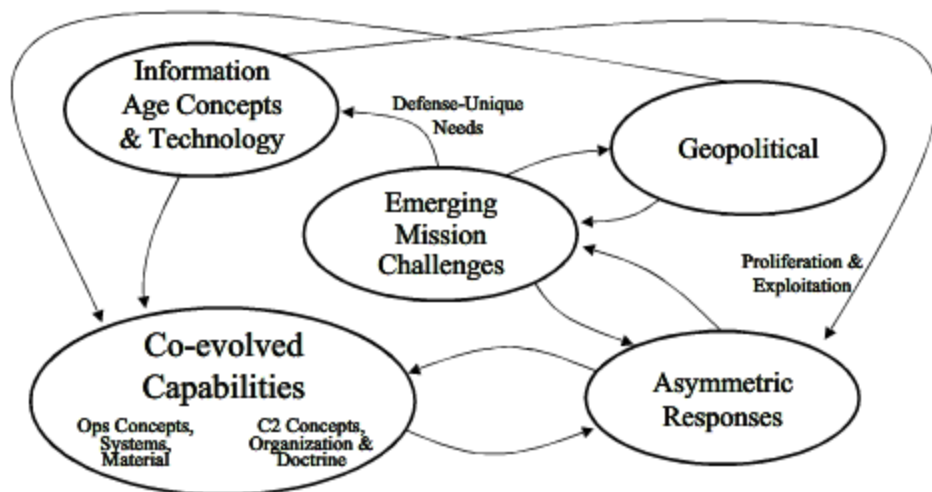 Information
Age Concepts
& Technology
Defense-Unique
Needs
Geopolitical
Emerging
Mission
Challenges
Proliferation &
Exploitation
Co-evolved
Capabilities
Ops Concepts,
Systems,
Material
C2 Concepts,
Organization &
Doctrine
Asymmetric
Responses